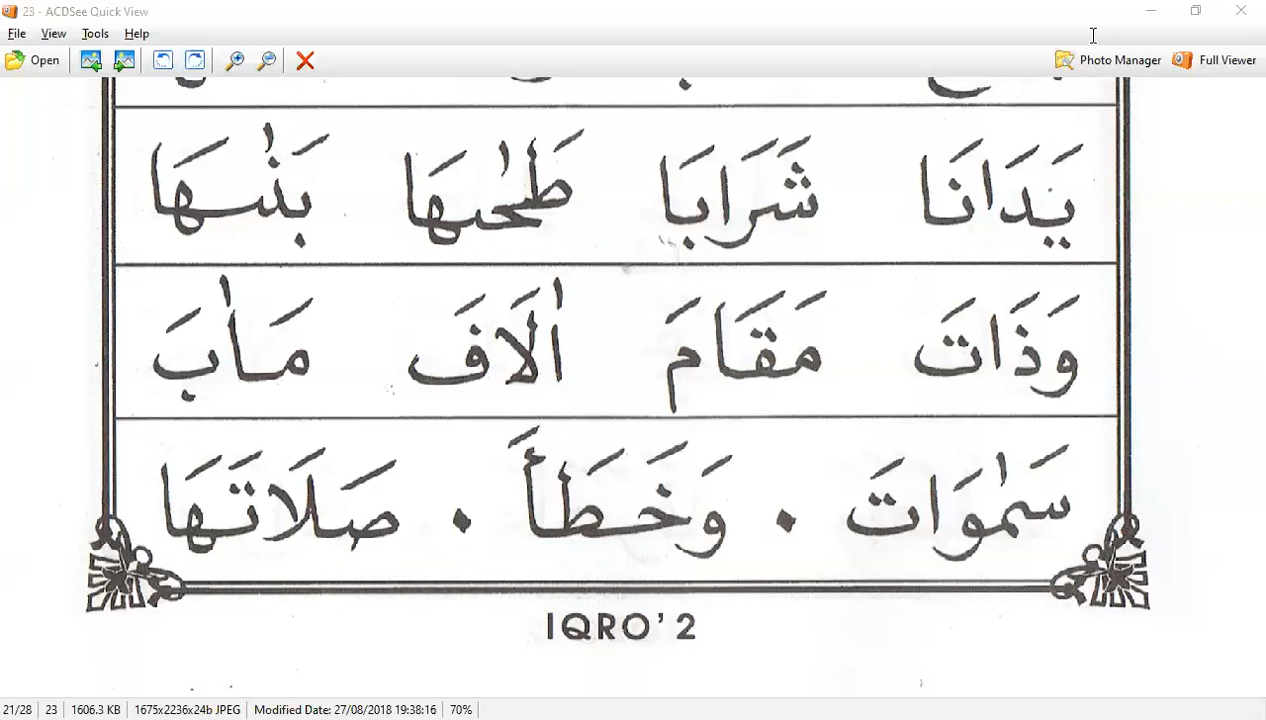 23 - ACDSee Quick View
File View Tools Help
Open Photo Manager Full Viewer
يَدَانَا شَرَابَا طَحٰىهَا بَنٰىهَا
وَذَاتَ مَقَامَ اٰلَافَ مَاٰبَ
سَمٰوَاتَ . وَخَطَأَ . صَلَاتَهَا
IQRO' 2
21/28 23 1606.3 KB 1675x2236x24b JPEG Modified Date: 27/08/2018 19:38:16 70%